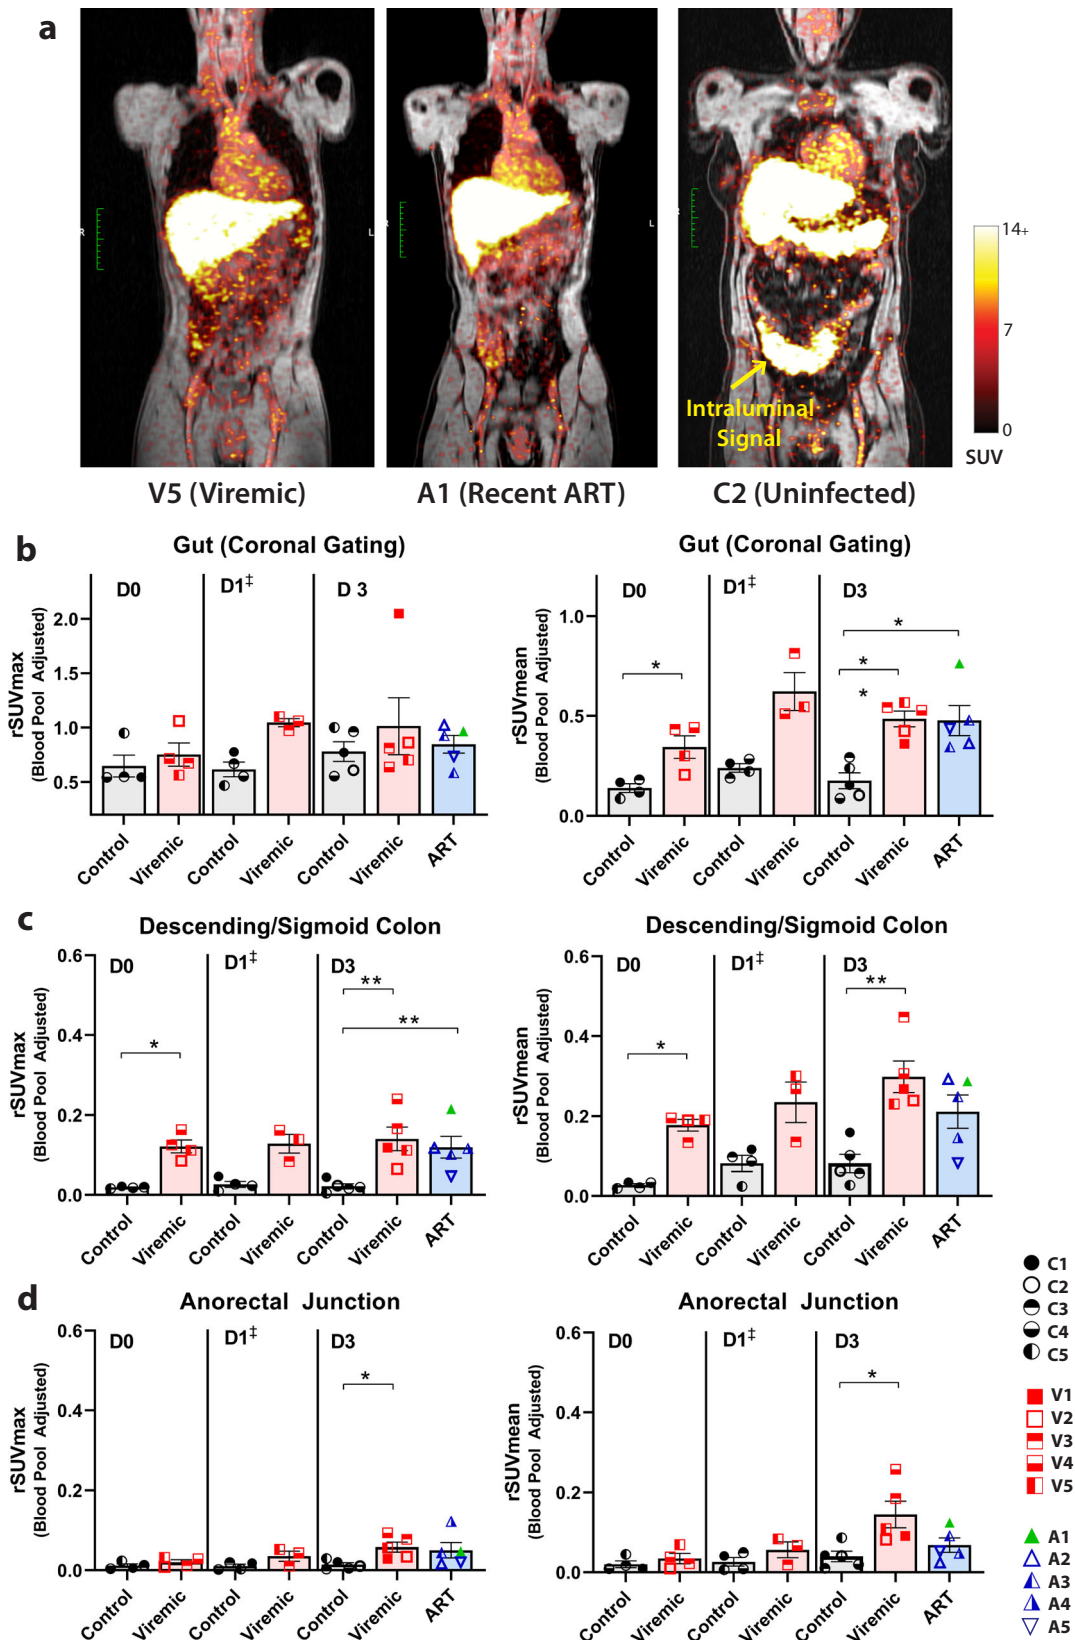 a
R
L
L
R
14+
7
0
SUV
Intraluminal
Signal
V5 (Viremic)
A1 (Recent ART)
C2 (Uninfected)
b
Gut (Coronal Gating)
rSUVmax
(Blood Pool Adjusted)
D0
D1‡
D 3
2.0
1.5
1.0
0.5
Control
Viremic
Control
Viremic
Control
Viremic
ART
Gut (Coronal Gating)
rSUVmean
(Blood Pool Adjusted)
D0
D1‡
D3
1.0
0.5
0.0
*
*
*
*
Control
Viremic
Control
Viremic
Control
Viremic
ART
c
Descending/Sigmoid Colon
rSUVmax
(Blood Pool Adjusted)
D0
D1‡
D3
0.6
0.4
0.2
0.0
*
**
**
Control
Viremic
Control
Viremic
Control
Viremic
ART
Descending/Sigmoid Colon
rSUVmean
(Blood Pool Adjusted)
D0
D1‡
D3
0.6
0.4
0.2
0.0
*
**
Control
Viremic
Control
Viremic
Control
Viremic
ART
d
Anorectal Junction
rSUVmax
(Blood Pool Adjusted)
D0
D1‡
D3
0.6
0.4
0.2
0.0
*
Control
Viremic
Control
Viremic
Control
Viremic
ART
Anorectal Junction
rSUVmean
(Blood Pool Adjusted)
D0
D1‡
D3
0.6
0.4
0.2
0.0
*
Control
Viremic
Control
Viremic
Control
Viremic
ART
C1
C2
C3
C4
C5
V1
V2
V3
V4
V5
A1
A2
A3
A4
A5